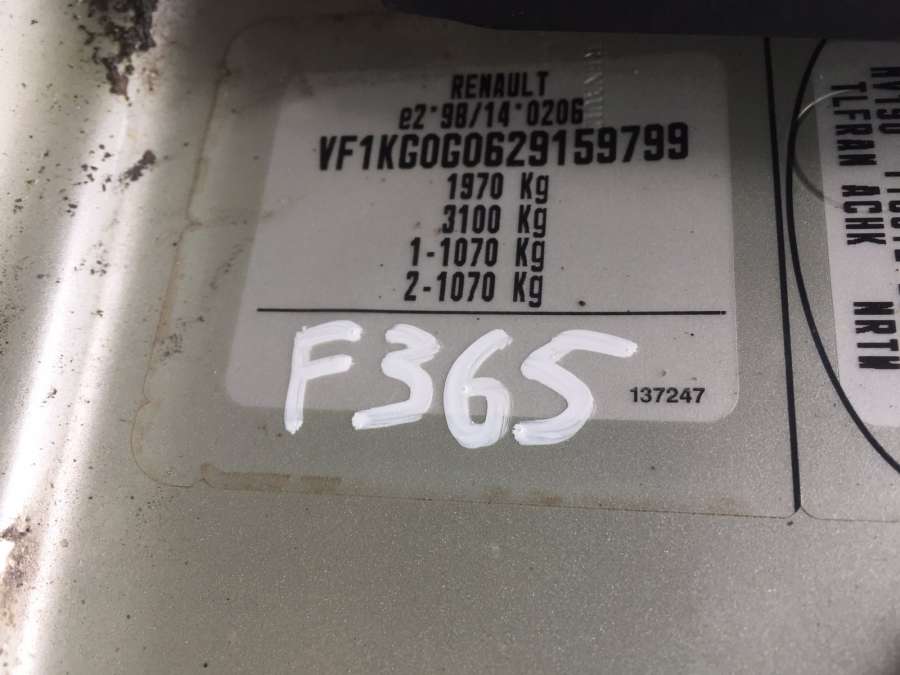 RENAULT
e2*98/14*0206
VF1KG0G0629159799
1970 Kg
3100 Kg
1-1070 Kg
2-1070 Kg
F365
137247
TLFRAN ACHK NRTN